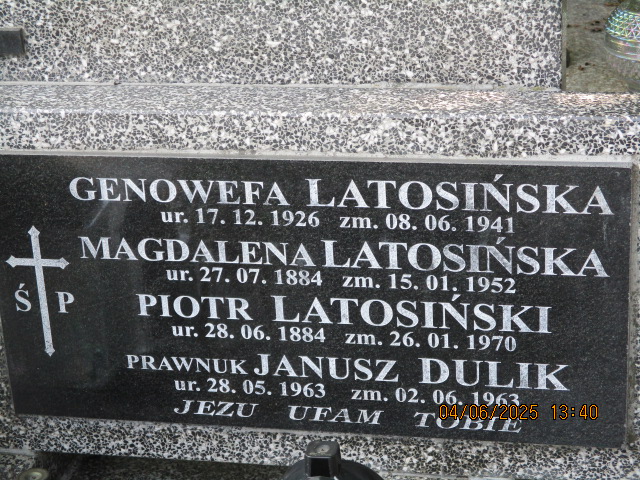 GENOWEFA LATOSIŃSKA
ur. 17. 12. 1926 zm. 08. 06. 1941
MAGDALENA LATOSIŃSKA
ur. 27. 07. 1884 zm. 15. 01. 1952
Ś P
PIOTR LATOSIŃSKI
ur. 28. 06. 1884 zm. 26. 01. 1970
PRAWNUK JANUSZ DULIK
ur. 28. 05. 1963 zm. 02. 06. 1963
JEZU UFAM TOBIE
04/06/2025 13:40